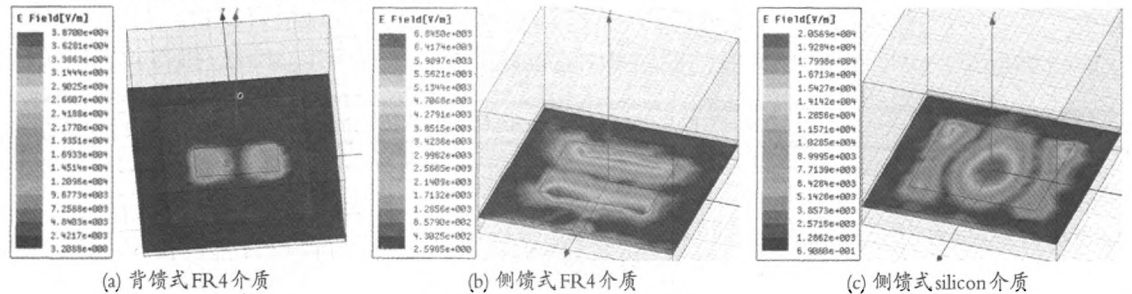 E Field[V/m]
3.8700e+004
3.6281e+004
3.3863e+004
3.1444e+004
2.9025e+004
2.6607e+004
2.4188e+004
2.1770e+004
1.9351e+004
1.6933e+004
1.4514e+004
1.2096e+004
9.6773e+003
7.2588e+003
4.8403e+003
2.4217e+003
3.2088e+000
(a) 背馈式FR4介质
E Field[V/m]
6.8450e+003
6.4174e+003
5.9897e+003
5.5621e+003
5.1344e+003
4.7068e+003
4.2791e+003
3.8515e+003
3.4238e+003
2.9962e+003
2.5685e+003
2.1409e+003
1.7132e+003
1.2856e+003
8.5790e+002
4.3025e+002
2.5985e+000
(b) 侧馈式FR4介质
E Field[V/m]
2.0569e+004
1.9284e+004
1.7998e+004
1.6713e+004
1.5427e+004
1.4142e+004
1.2856e+004
1.1571e+004
1.0285e+004
8.9995e+003
7.7139e+003
6.4284e+003
5.1428e+003
3.8573e+003
2.5718e+003
1.2862e+003
6.9080e-001
(c) 侧馈式silicon介质